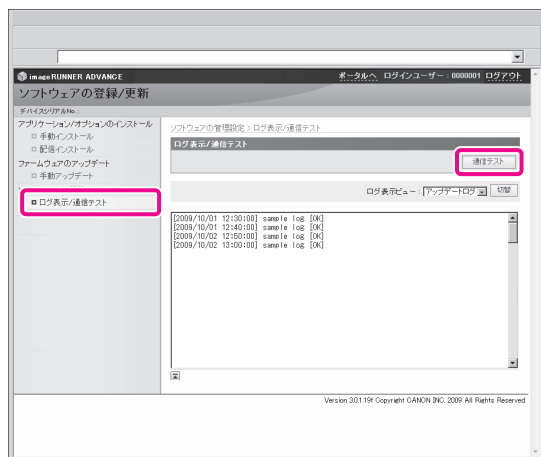 imageRUNNER ADVANCE
ポータルへ ログインユーザー：0000001 ログアウト
ソフトウェアの登録/更新
デバイスシリアルNo.:
アプリケーション/オプションのインストール
手動インストール
配信インストール
ファームウェアのアップデート
手動アップデート
ログ表示/通信テスト
ソフトウェアの管理設定 > ログ表示/通信テスト
ログ表示/通信テスト
通信テスト
ログ表示ビュー：アップデートログ 切替
[2009/10/01 12:30:00] sample log [OK]
[2009/10/01 12:40:00] sample log [OK]
[2009/10/02 12:50:00] sample log [OK]
[2009/10/02 13:00:00] sample log [OK]
Version 3.0.1.19f Copyright CANON INC. 2009 All Rights Reserved